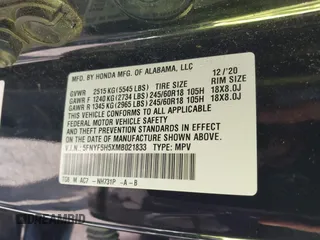 MFD. BY HONDA MFG. OF ALABAMA, LLC 12/'20
GVWR 2515 KG (5545 LBS) TIRE SIZE RIM SIZE
GAWR F 1240 KG (2734 LBS) 245/60R18 105H 18X8.0J
GAWR R 1345 KG (2965 LBS) 245/60R18 105H 18X8.0J
THIS VEHICLE CONFORMS TO ALL APPLICABLE
FEDERAL MOTOR VEHICLE SAFETY STANDARDS IN EFFECT
ON THE DATE OF MANUFACTURE SHOWN ABOVE.
V.I.N.: 5FNYF5H5XMB021833 TYPE: MPV
TG8 W AC7 -NH731P -A-B